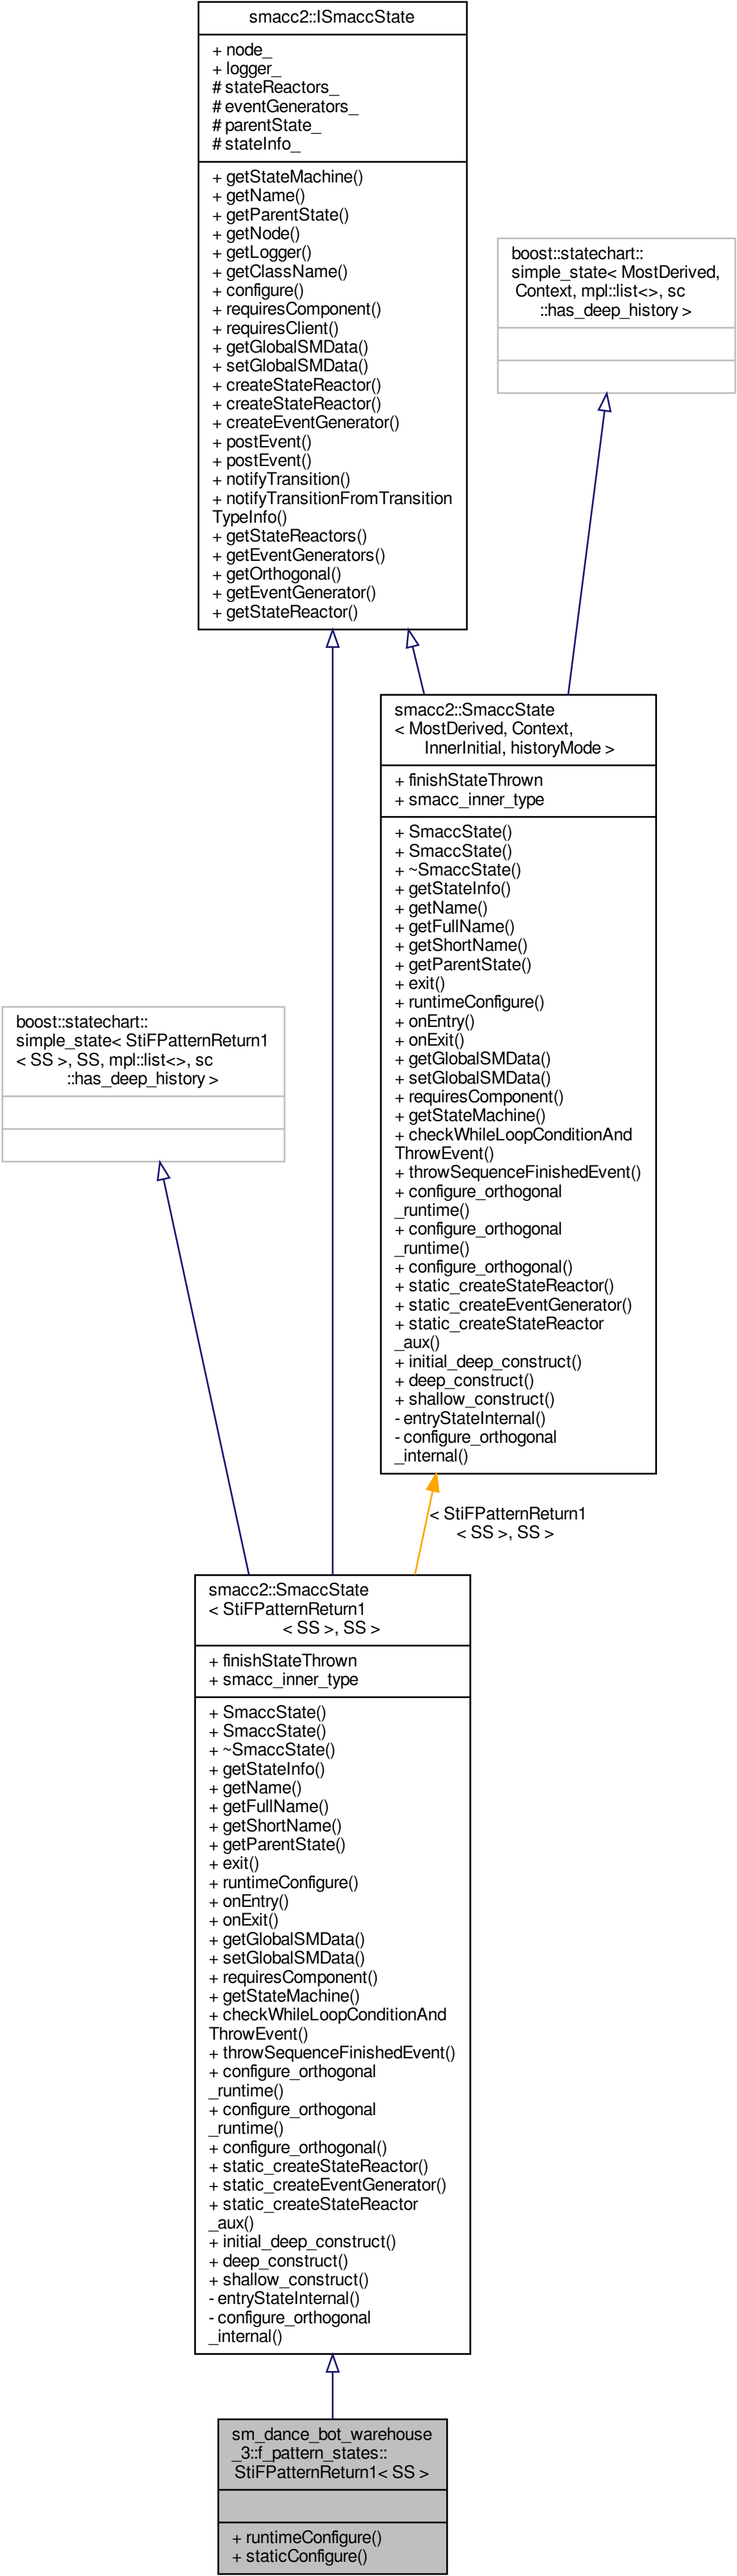 smacc2::ISmaccState
+ node_
+ logger_
# stateReactors_
# eventGenerators_
# parentState_
# stateInfo_
+ getStateMachine()
+ getName()
+ getParentState()
+ getNode()
+ getLogger()
+ getClassName()
+ configure()
+ requiresComponent()
+ requiresClient()
+ getGlobalSMData()
+ setGlobalSMData()
+ createStateReactor()
+ createStateReactor()
+ createEventGenerator()
+ postEvent()
+ postEvent()
+ notifyTransition()
+ notifyTransitionFromTransition
TypeInfo()
+ getStateReactors()
+ getEventGenerators()
+ getOrthogonal()
+ getEventGenerator()
+ getStateReactor()
boost::statechart::
simple_state< MostDerived,
Context, mpl::list<>, sc
::has_deep_history >
smacc2::SmaccState
< MostDerived, Context,
InnerInitial, historyMode >
+ finishStateThrown
+ smacc_inner_type
+ SmaccState()
+ SmaccState()
+ ~SmaccState()
+ getStateInfo()
+ getName()
+ getFullName()
+ getShortName()
+ getParentState()
+ exit()
+ runtimeConfigure()
+ onEntry()
+ onExit()
+ getGlobalSMData()
+ setGlobalSMData()
+ requiresComponent()
+ getStateMachine()
+ checkWhileLoopConditionAnd
ThrowEvent()
+ throwSequenceFinishedEvent()
+ configure_orthogonal
_runtime()
+ configure_orthogonal
_runtime()
+ configure_orthogonal()
+ static_createStateReactor()
+ static_createEventGenerator()
+ static_createStateReactor
_aux()
+ initial_deep_construct()
+ deep_construct()
+ shallow_construct()
- entryStateInternal()
- configure_orthogonal
_internal()
boost::statechart::
simple_state< StiFPatternReturn1
< SS >, SS, mpl::list<>, sc
::has_deep_history >
< StiFPatternReturn1
< SS >, SS >
smacc2::SmaccState
< StiFPatternReturn1
< SS >, SS >
+ finishStateThrown
+ smacc_inner_type
+ SmaccState()
+ SmaccState()
+ ~SmaccState()
+ getStateInfo()
+ getName()
+ getFullName()
+ getShortName()
+ getParentState()
+ exit()
+ runtimeConfigure()
+ onEntry()
+ onExit()
+ getGlobalSMData()
+ setGlobalSMData()
+ requiresComponent()
+ getStateMachine()
+ checkWhileLoopConditionAnd
ThrowEvent()
+ throwSequenceFinishedEvent()
+ configure_orthogonal
_runtime()
+ configure_orthogonal
_runtime()
+ configure_orthogonal()
+ static_createStateReactor()
+ static_createEventGenerator()
+ static_createStateReactor
_aux()
+ initial_deep_construct()
+ deep_construct()
+ shallow_construct()
- entryStateInternal()
- configure_orthogonal
_internal()
sm_dance_bot_warehouse
_3::f_pattern_states::
StiFPatternReturn1< SS >
+ runtimeConfigure()
+ staticConfigure()